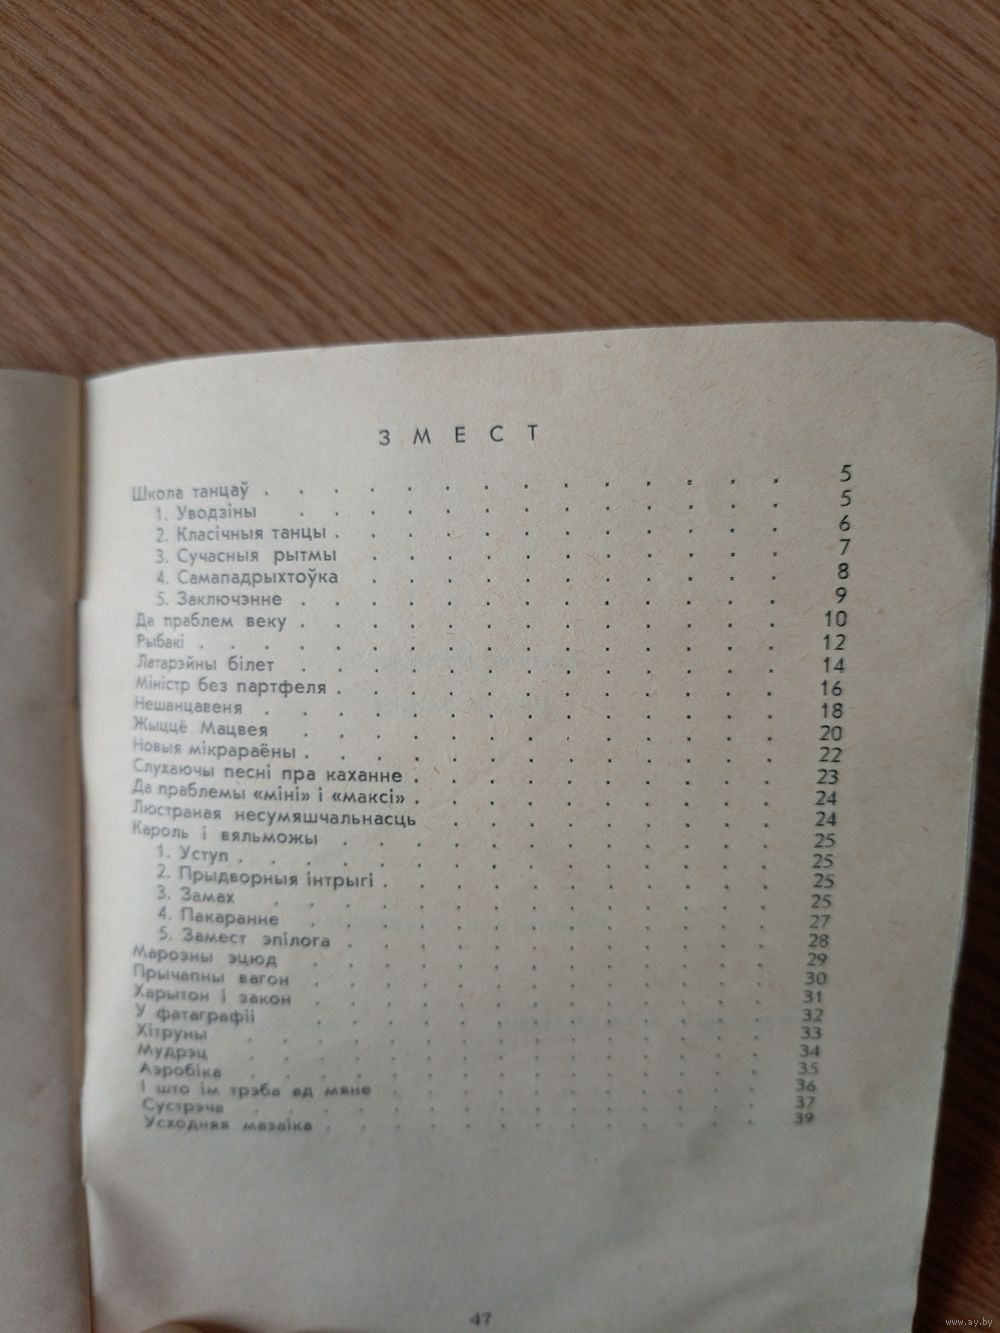 ЗМЕСТ
Школа танцаў . . . . . . . . . . . . . . . 5
1. Уводзіны . . . . . . . . . . . . . . 5
2. Класічныя танцы . . . . . . . . . . . . . 6
3. Сучасныя рытмы . . . . . . . . . . . . 7
4. Самападрыхтоўка . . . . . . . . . . . . 8
5. Заключэнне . . . . . . . . . . . . . . 9
Да праблем веку . . . . . . . . . . . . . . 10
Рыбакі . . . . . . . . . . . . . . . . . 12
Латарэйны білет . . . . . . . . . . . . . . 14
Міністр без партфеля . . . . . . . . . . . . . 16
Нешанцавеня . . . . . . . . . . . . . . . 18
Жыццё Мацвея . . . . . . . . . . . . . . 20
Новыя мікрараёны . . . . . . . . . . . . . . 22
Слухаючы песні пра каханне . . . . . . . . . . . 23
Да праблемы «міні» і «максі» . . . . . . . . . . . 24
Люстраная несумяшчальнасць . . . . . . . . . . 24
Кароль і вяльможы . . . . . . . . . . . . . 25
1. Уступ . . . . . . . . . . . . . . . . 25
2. Прыдворныя інтрыгі . . . . . . . . . . . . 25
3. Замах . . . . . . . . . . . . . . . 25
4. Пакаранне . . . . . . . . . . . . . . 27
5. Замест эпілога . . . . . . . . . . . . . 28
Марозны эцюд . . . . . . . . . . . . . 29
Прычапны вагон . . . . . . . . . . . . . 30
Харытон і закон . . . . . . . . . . . . . 31
У фатаграфіі . . . . . . . . . . . . . 32
Хітруны . . . . . . . . . . . . . . . 33
Мудрэц . . . . . . . . . . . . . . . 34
Аэробіка . . . . . . . . . . . . . . . 35
І што ім трэба ад мяне . . . . . . . . . . . 36
Сустрэча . . . . . . . . . . . . . . . 37
Усходняя мазаіка . . . . . . . . . . . . . 39
47
www.ay.by